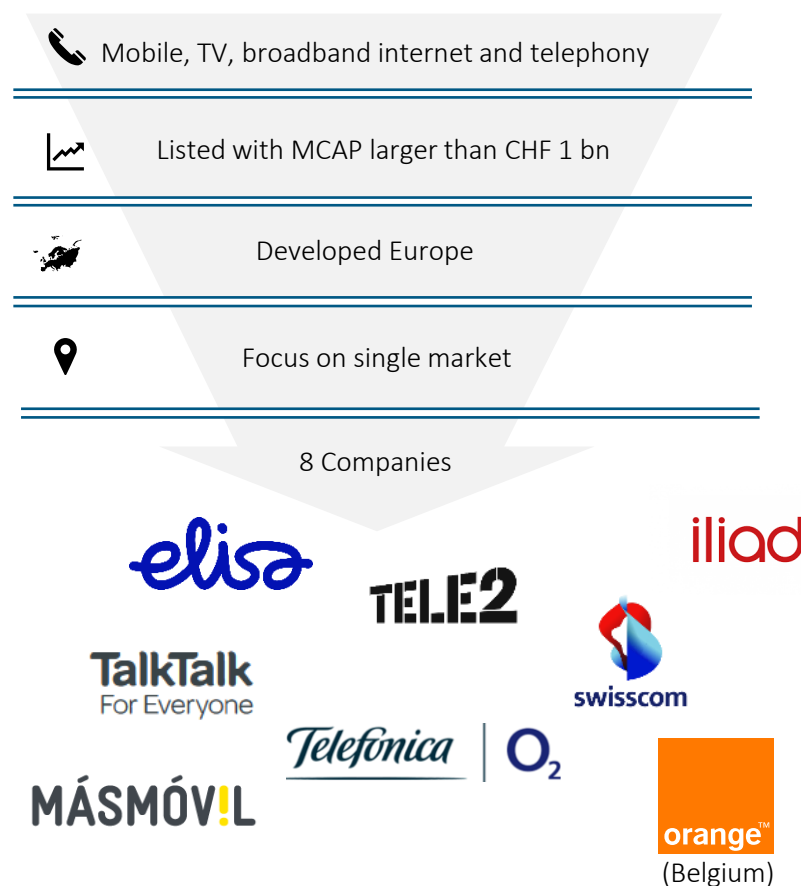 Mobile, TV, broadband internet and telephony
Listed with MCAP larger than CHF 1 bn
Developed Europe
Focus on single market
8 Companies
elisa
iliad
TELE2
TalkTalk
For Everyone
swisscom
Telefónica | O2
MÁSMÓV!L
orange™
(Belgium)